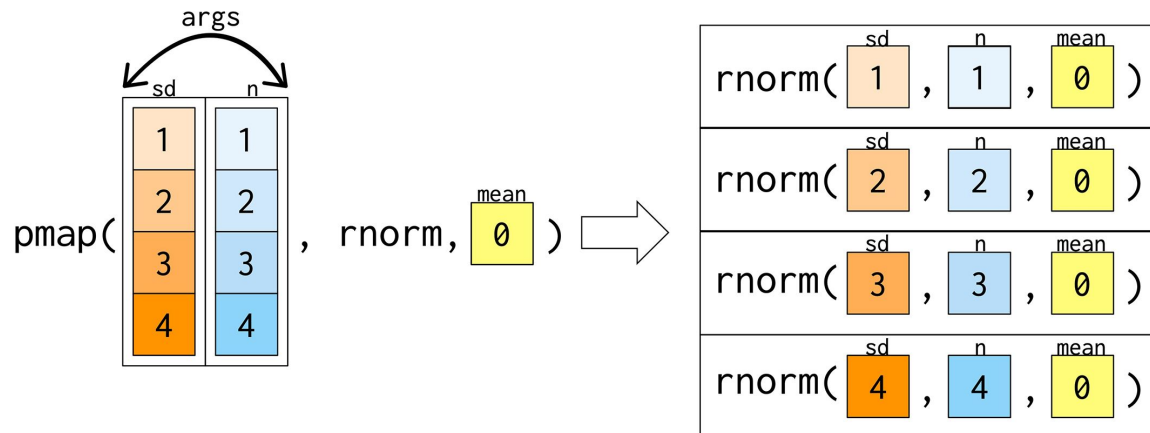 args
sd n
1 1
2 2
3 3
4 4
mean
pmap( , rnorm, 0 )
sd n mean
rnorm( 1 , 1 , 0 )
sd n mean
rnorm( 2 , 2 , 0 )
sd n mean
rnorm( 3 , 3 , 0 )
sd n mean
rnorm( 4 , 4 , 0 )